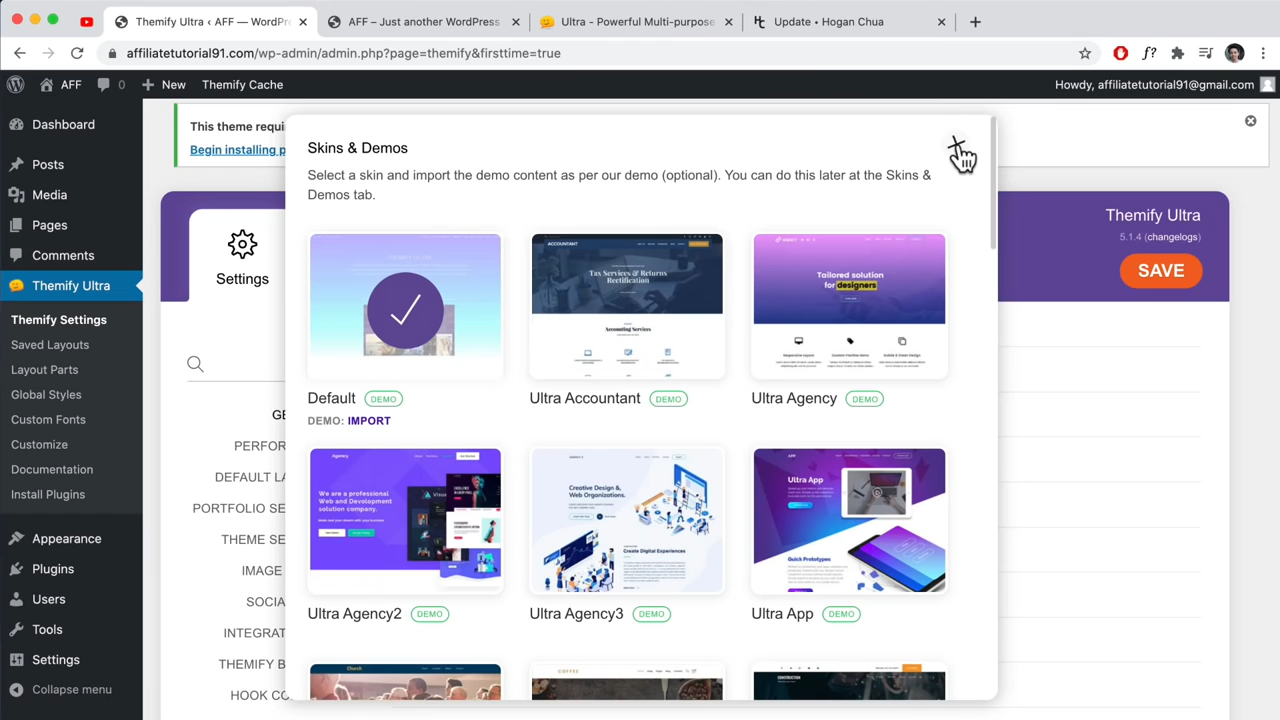 Themify Ultra ‹ AFF — WordPr
AFF – Just another WordPress
Ultra - Powerful Multi-purpose
Update • Hogan Chua
affiliatetutorial91.com/wp-admin/admin.php?page=themify&firsttime=true
f?
AFF
0
New
Themify Cache
Howdy, affiliatetutorial91@gmail.com
Dashboard
Posts
Media
Pages
Comments
Themify Ultra
Themify Settings
Saved Layouts
Layout Parts
Global Styles
Custom Fonts
Customize
Documentation
Install Plugins
Appearance
Plugins
Users
Tools
Settings
Collapse menu
This theme requi
Begin installing p
Settings
Themify Ultra
5.1.4 (changelogs)
SAVE
GE
PERFOR
DEFAULT LA
PORTFOLIO SE
THEME SE
IMAG
SOCIA
INTEGRAT
THEMIFY B
HOOK CO
Skins & Demos
Select a skin and import the demo content as per our demo (optional). You can do this later at the Skins &
Demos tab.
ACCOUNTANT
Tax Services & Returns
Rectification
Accounting Services
AGENCY
Tailored solution
for designers
Default DEMO
DEMO: IMPORT
Ultra Accountant DEMO
Ultra Agency DEMO
Agency
We are a professional
Web and Development
solution company.
Creative Design &
Web Organizations.
Create Digital Experiences
Ultra App
Quick Prototypes
Ultra Agency2 DEMO
Ultra Agency3 DEMO
Ultra App DEMO
Church
COFFEE
CONSTRUCTION